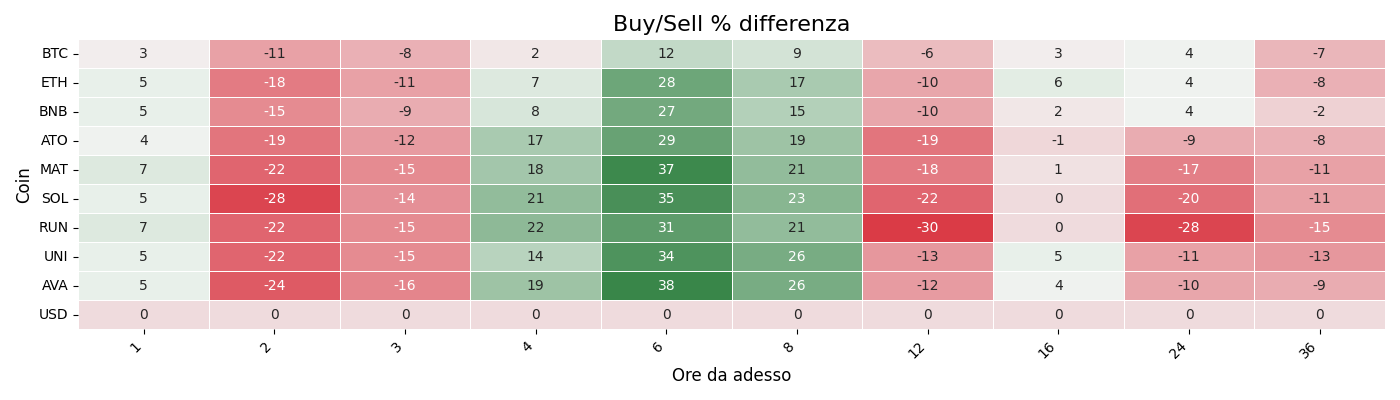 Buy/Sell % differenza
Coin
BTC 3 -11 -8 2 12 9 -6 3 4 -7
ETH 5 -18 -11 7 28 17 -10 6 4 -8
BNB 5 -15 -9 8 27 15 -10 2 4 -2
ATO 4 -19 -12 17 29 19 -19 -1 -9 -8
MAT 7 -22 -15 18 37 21 -18 1 -17 -11
SOL 5 -28 -14 21 35 23 -22 0 -20 -11
RUN 7 -22 -15 22 31 21 -30 0 -28 -15
UNI 5 -22 -15 14 34 26 -13 5 -11 -13
AVA 5 -24 -16 19 38 26 -12 4 -10 -9
USD 0 0 0 0 0 0 0 0 0 0
1 2 3 4 6 8 12 16 24 36
Ore da adesso